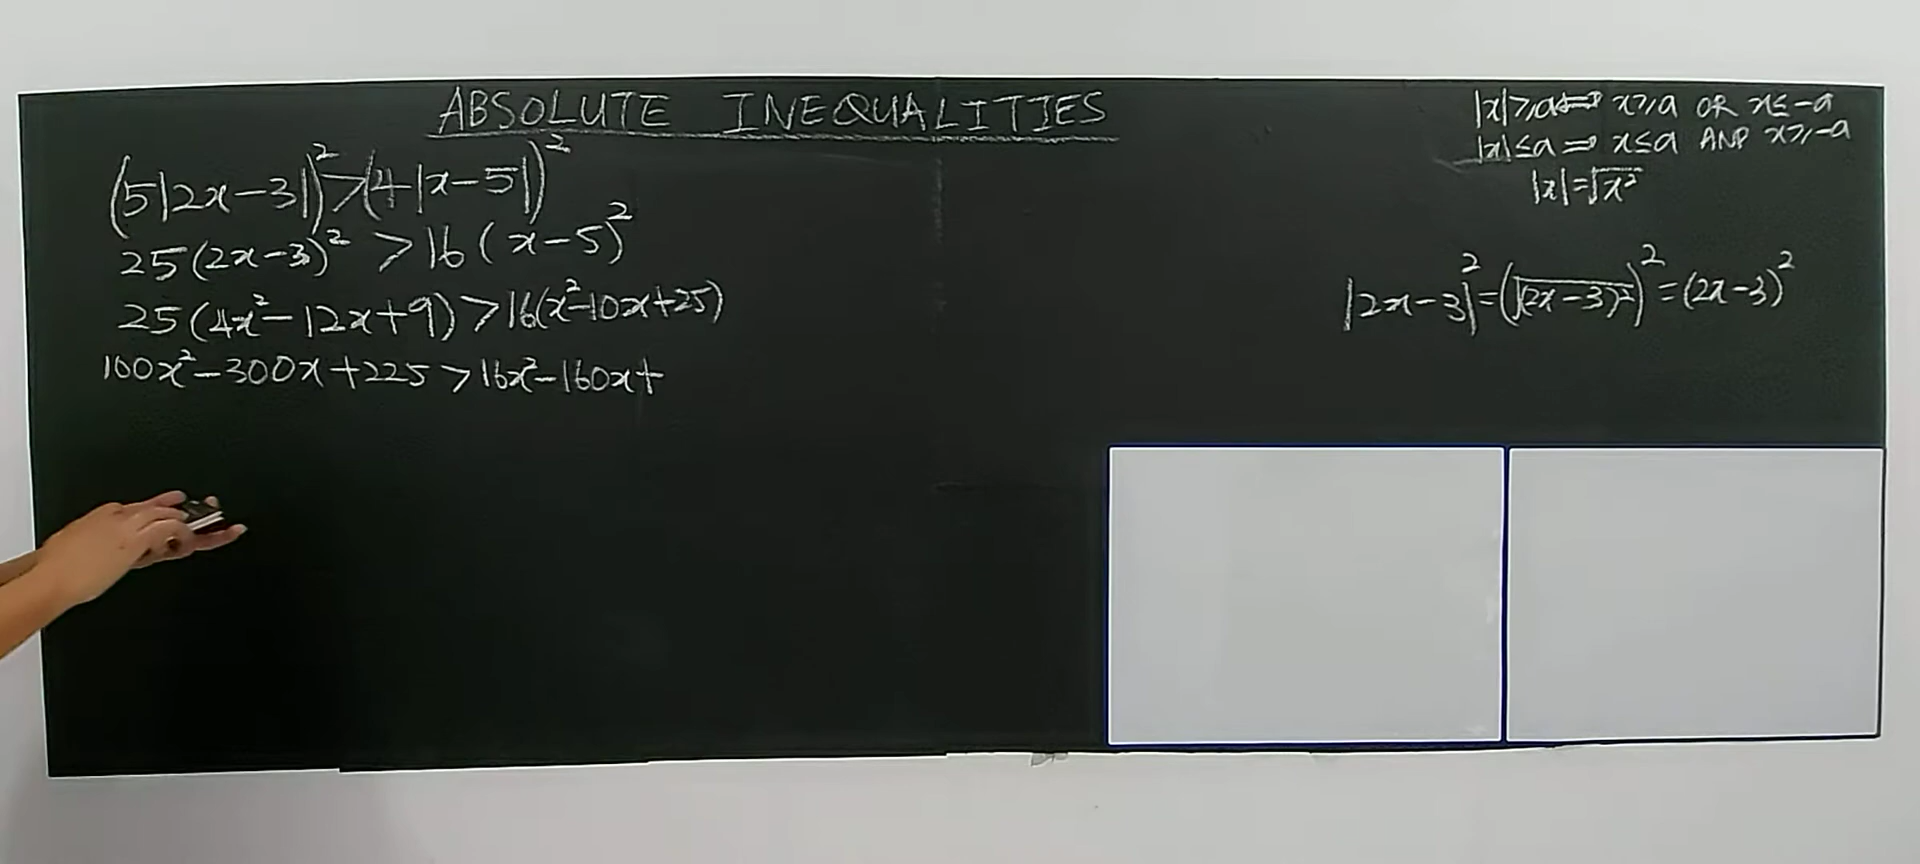 ABSOLUTE INEQUALITIES
(5|2x-3|)²>(4|x-5|)²
25(2x-3)² > 16(x-5)²
25(4x²-12x+9)>16(x²-10x+25)
100x²-300x+225>16x²-160x+
|x|≥a⇔x≥a OR x≤-a
|x|≤a⇒x≤a AND x≥-a
|x|=√x²
|2x-3|²=(√(2x-3)²)²=(2x-3)²